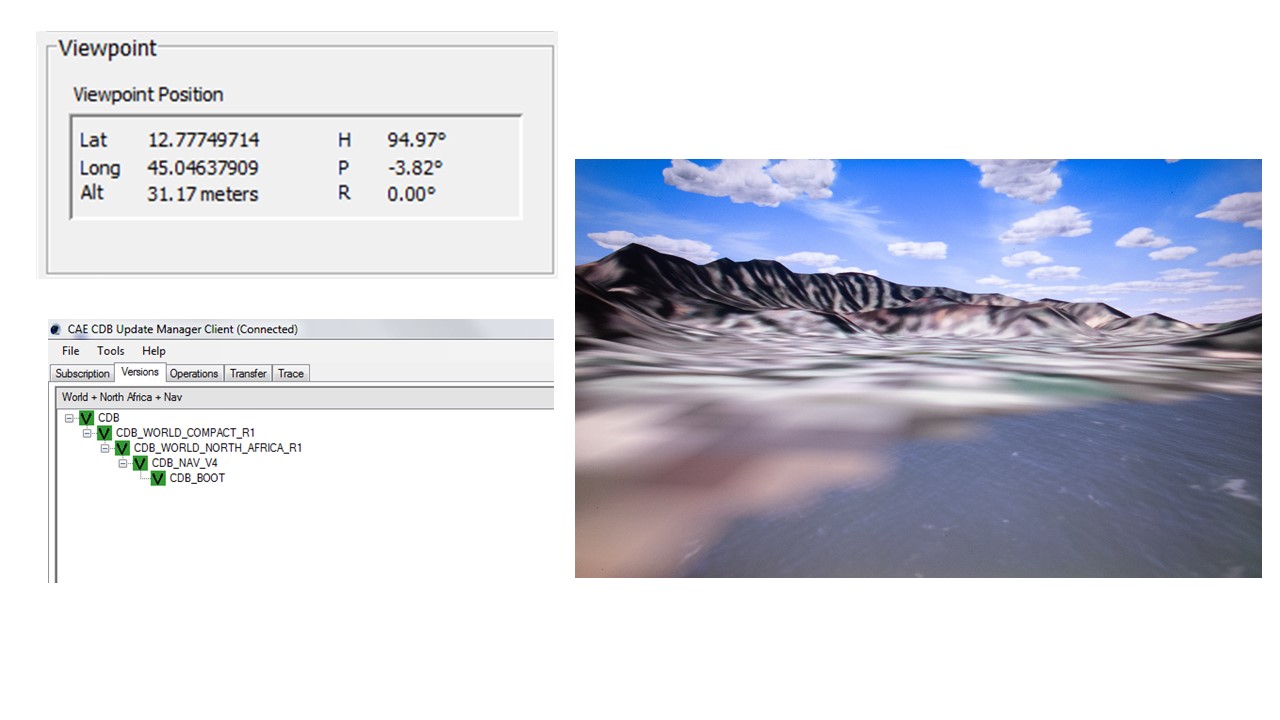 Viewpoint
Viewpoint Position
Lat 12.77749714 H 94.97°
Long 45.04637909 P -3.82°
Alt 31.17 meters R 0.00°
CAE CDB Update Manager Client (Connected)
File Tools Help
Subscription Versions Operations Transfer Trace
World + North Africa + Nav
CDB
CDB_WORLD_COMPACT_R1
CDB_WORLD_NORTH_AFRICA_R1
CDB_NAV_V4
CDB_BOOT